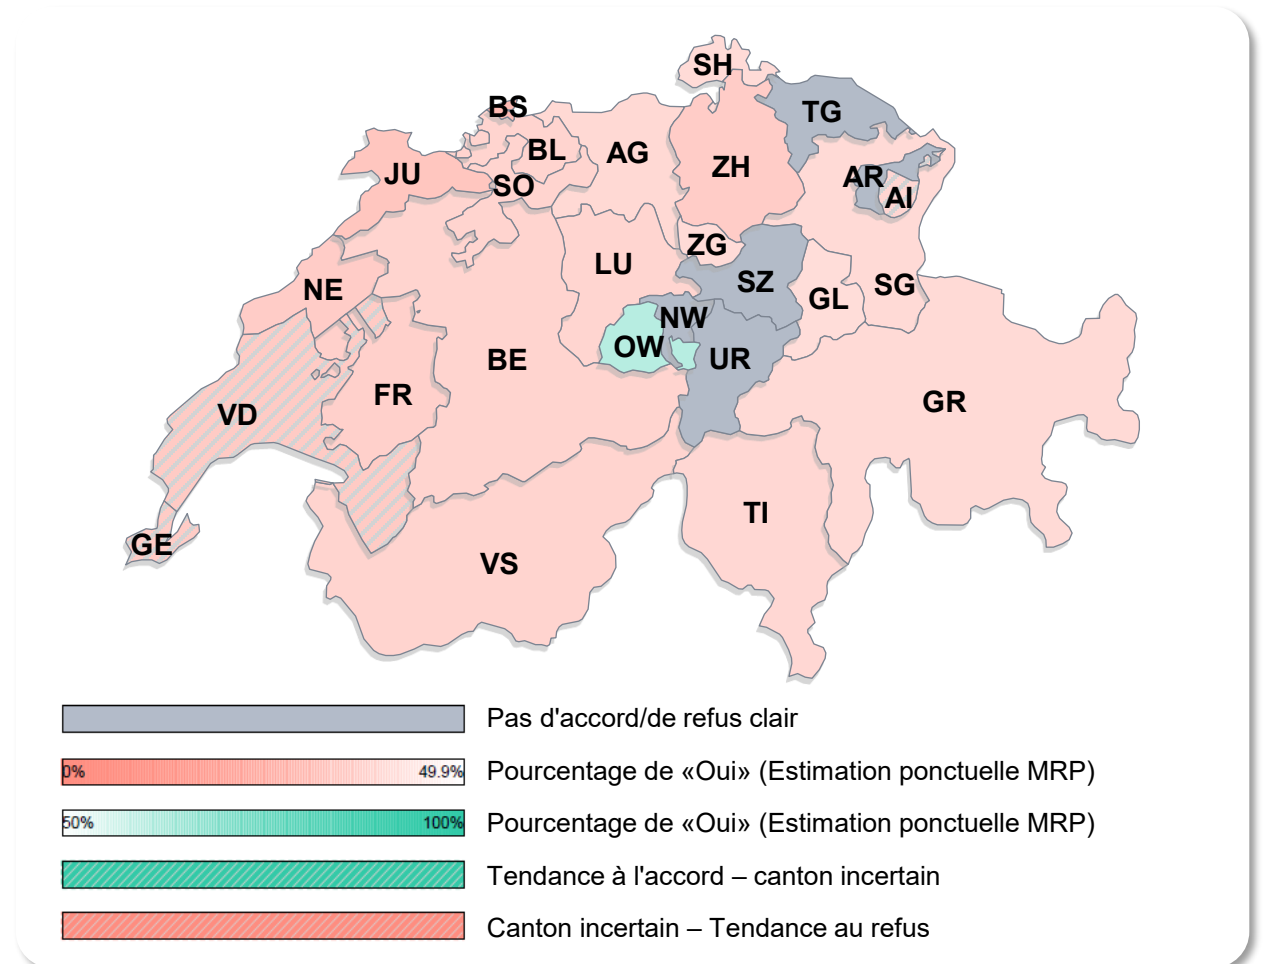 SH
BS
TG
BL
AG
ZH
JU
AR
SO
AI
ZG
LU
SZ
SG
NE
GL
NW
OW
UR
BE
FR
GR
VD
TI
GE
VS
Pas d'accord/de refus clair
0% 49.9% Pourcentage de «Oui» (Estimation ponctuelle MRP)
50% 100% Pourcentage de «Oui» (Estimation ponctuelle MRP)
Tendance à l'accord – canton incertain
Canton incertain – Tendance au refus